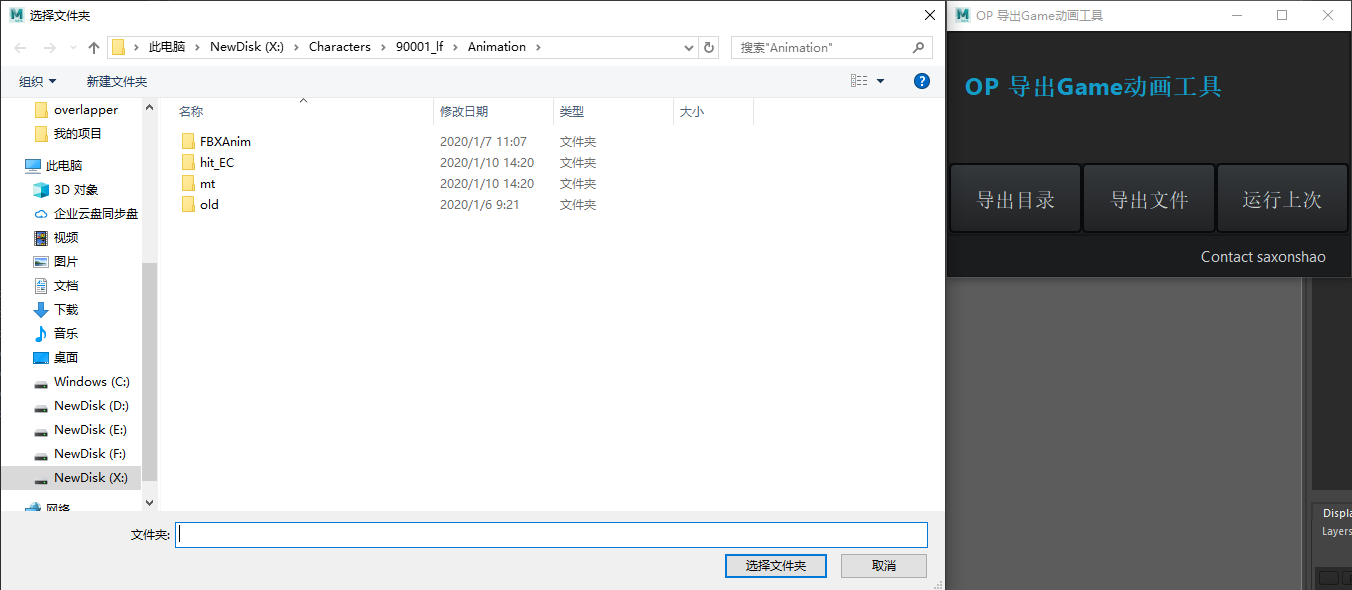 选择文件夹
此电脑 NewDisk (X:) Characters 90001_lf Animation
搜索"Animation"
组织 新建文件夹
overlapper
我的项目
此电脑
3D 对象
企业云盘同步盘
视频
图片
文档
下载
音乐
桌面
Windows (C:)
NewDisk (D:)
NewDisk (E:)
NewDisk (F:)
NewDisk (X:)
网络
名称 修改日期 类型 大小
FBXAnim 2020/1/7 11:07 文件夹
hit_EC 2020/1/10 14:20 文件夹
mt 2020/1/10 14:20 文件夹
old 2020/1/6 9:21 文件夹
文件夹:
选择文件夹 取消
OP 导出Game动画工具
OP 导出Game动画工具
导出目录 导出文件 运行上次
Contact saxonshao
Displa
Layers